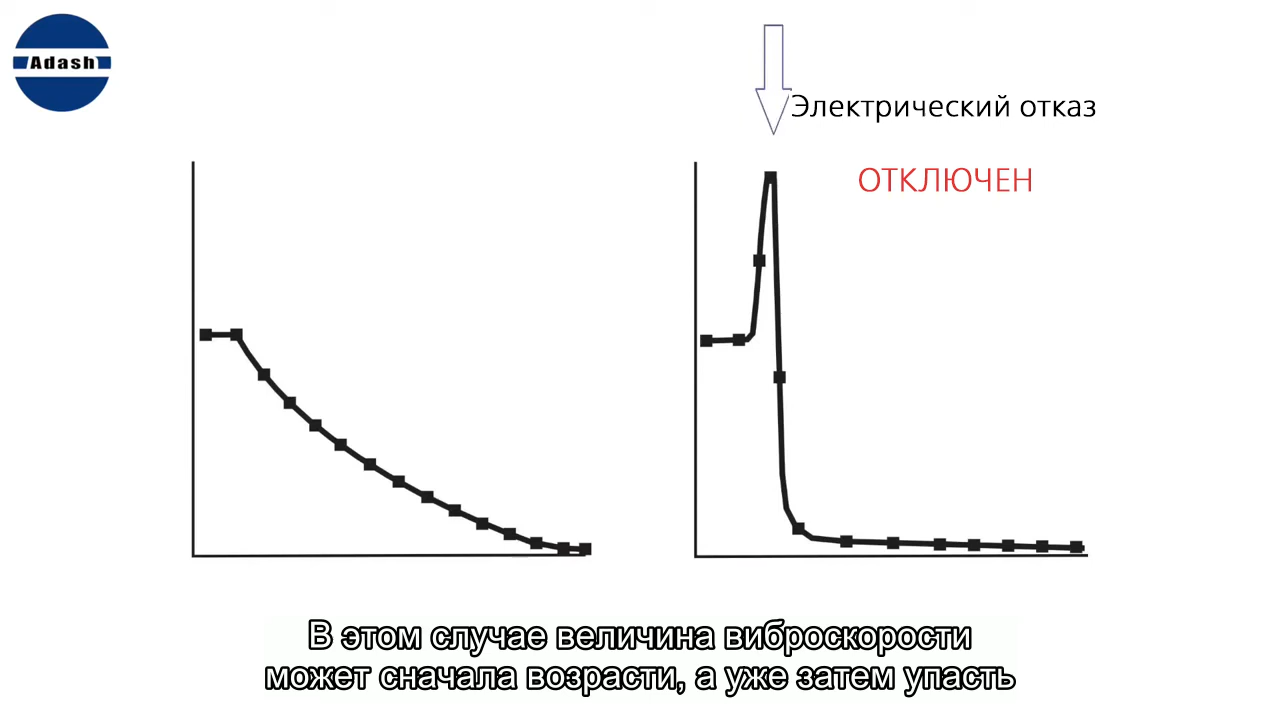 Adash
Электрический отказ
ОТКЛЮЧЕН
В этом случае величина виброскорости
может сначала возрасти, а уже затем упасть